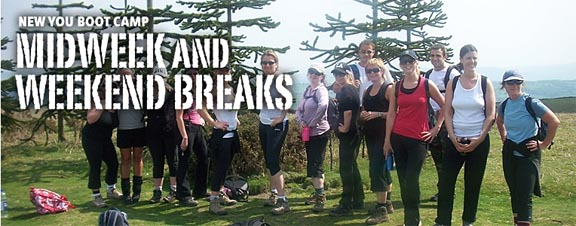 NEW YOU BOOT CAMP
MIDWEEK AND
WEEKEND BREAKS